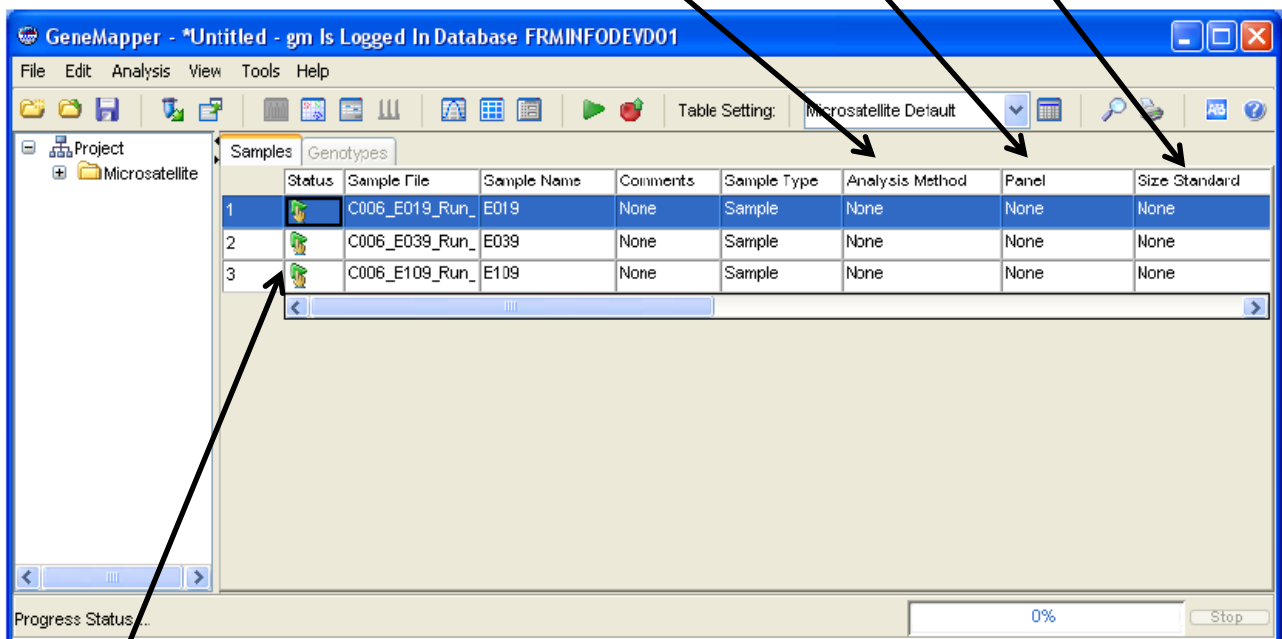 GeneMapper - *Untitled - gm Is Logged In Database FRMINFODEVD01
File Edit Analysis View Tools Help
Table Setting: Microsatellite Default AB ?
Project
Microsatellite
Samples Genotypes
Status Sample File Sample Name Comments Sample Type Analysis Method Panel Size Standard
1 C006_E019_Run_ E019 None Sample None None None
2 C006_E039_Run_ E039 None Sample None None None
3 C006_E109_Run_ E109 None Sample None None None
Progress Status... 0% Stop